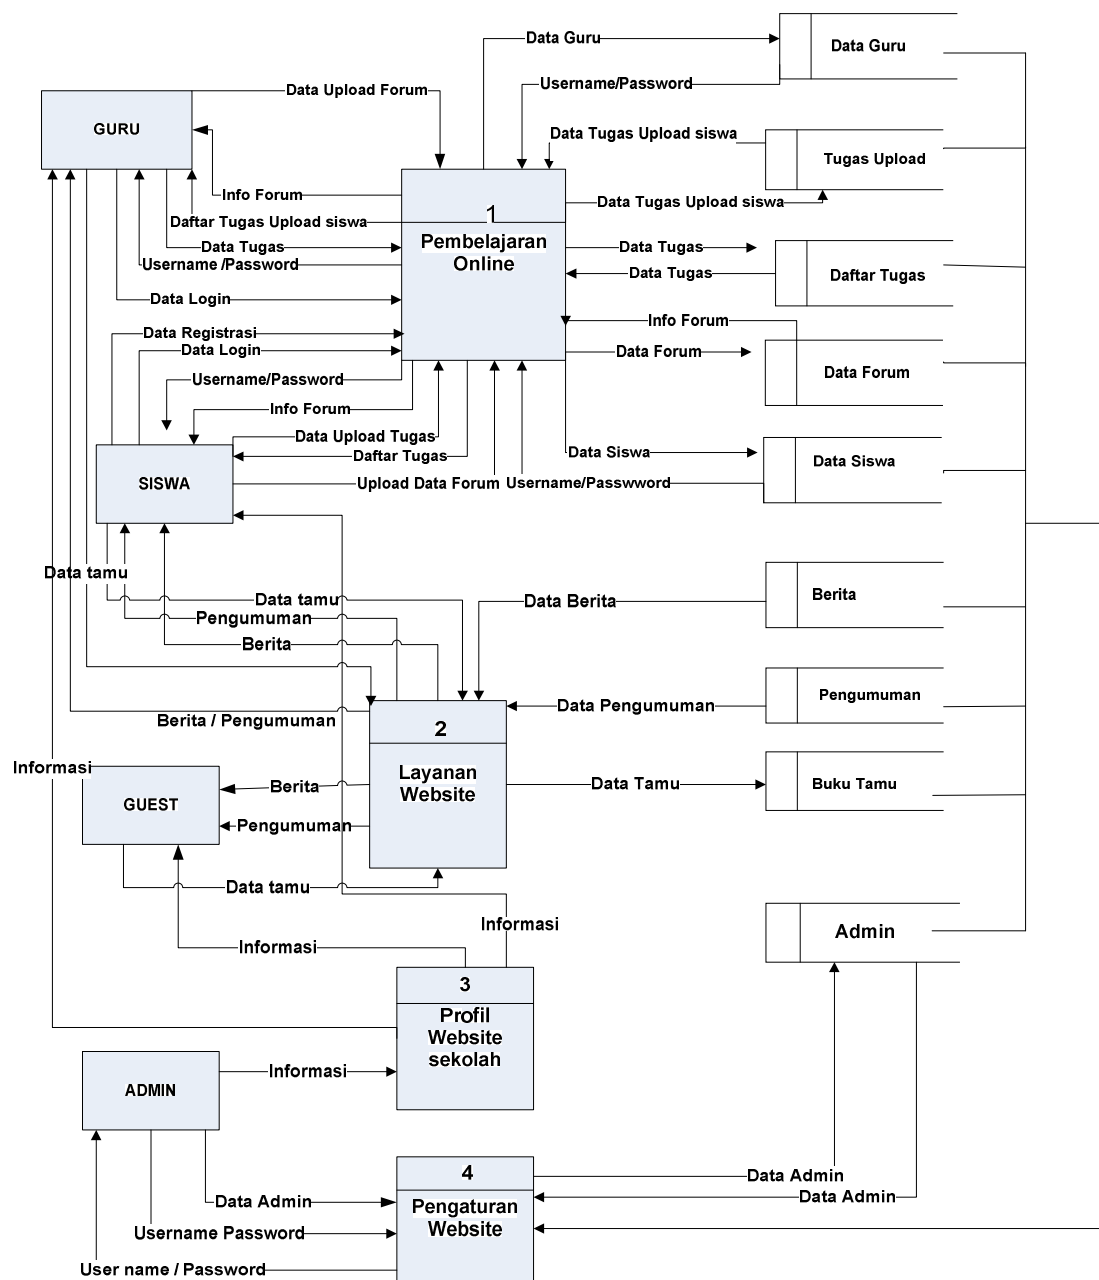 Data Guru
Data Guru
Username/Password
Data Upload Forum
GURU
Data Tugas Upload siswa
Tugas Upload
Info Forum
Data Tugas Upload siswa
1
Daftar Tugas Upload siswa
Pembelajaran
Online
Data Tugas
Data Tugas
Username /Password
Data Tugas
Daftar Tugas
Data Login
Info Forum
Data Registrasi
Data Login
Data Forum
Data Forum
Username/Password
Info Forum
Data Upload Tugas
Daftar Tugas
Data Siswa
Data Siswa
SISWA
Upload Data Forum
Username/Passwword
Data tamu
Data tamu
Data Berita
Berita
Pengumuman
Berita
Berita / Pengumuman
Data Pengumuman
Pengumuman
2
Layanan
Website
Informasi
Berita
GUEST
Data Tamu
Buku Tamu
Pengumuman
Data tamu
Informasi
Informasi
Admin
3
Profil
Website
sekolah
Informasi
ADMIN
4
Pengaturan
Website
Data Admin
Data Admin
Data Admin
Username Password
User name / Password